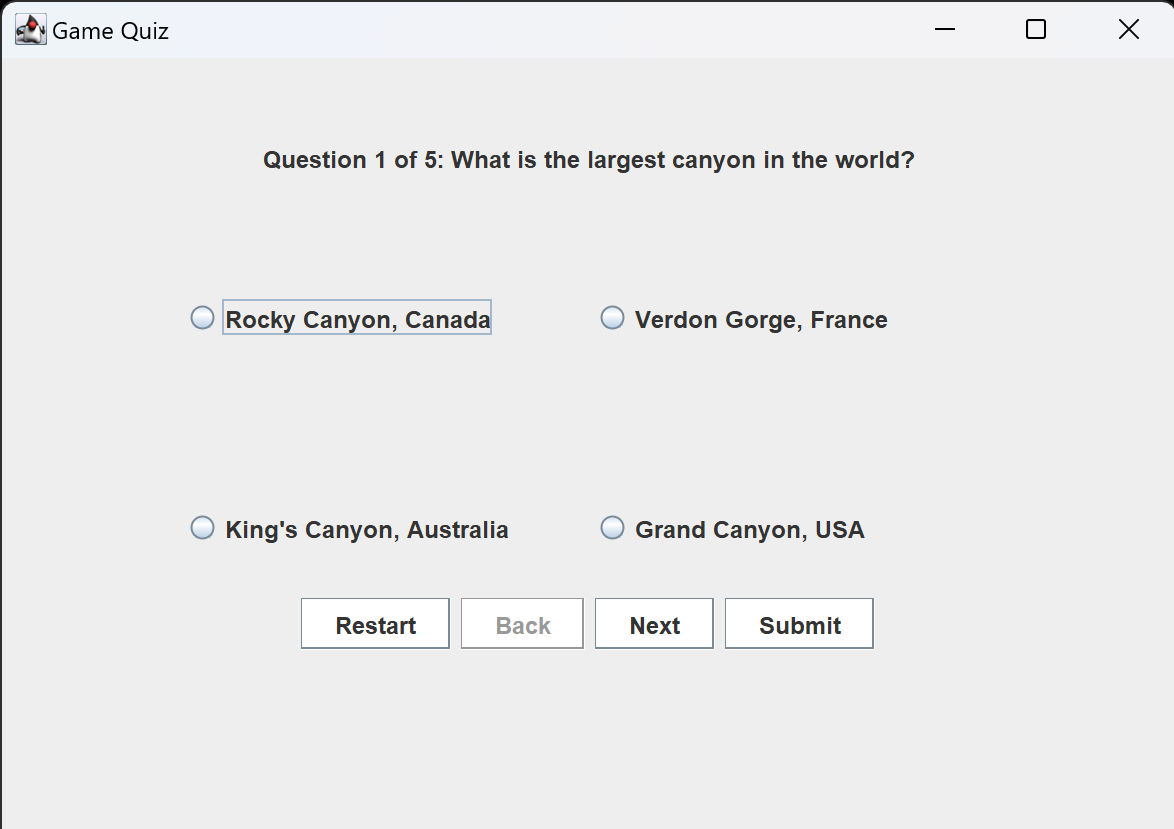 Game Quiz
Question 1 of 5: What is the largest canyon in the world?
Rocky Canyon, Canada
Verdon Gorge, France
King's Canyon, Australia
Grand Canyon, USA
Restart
Back
Next
Submit